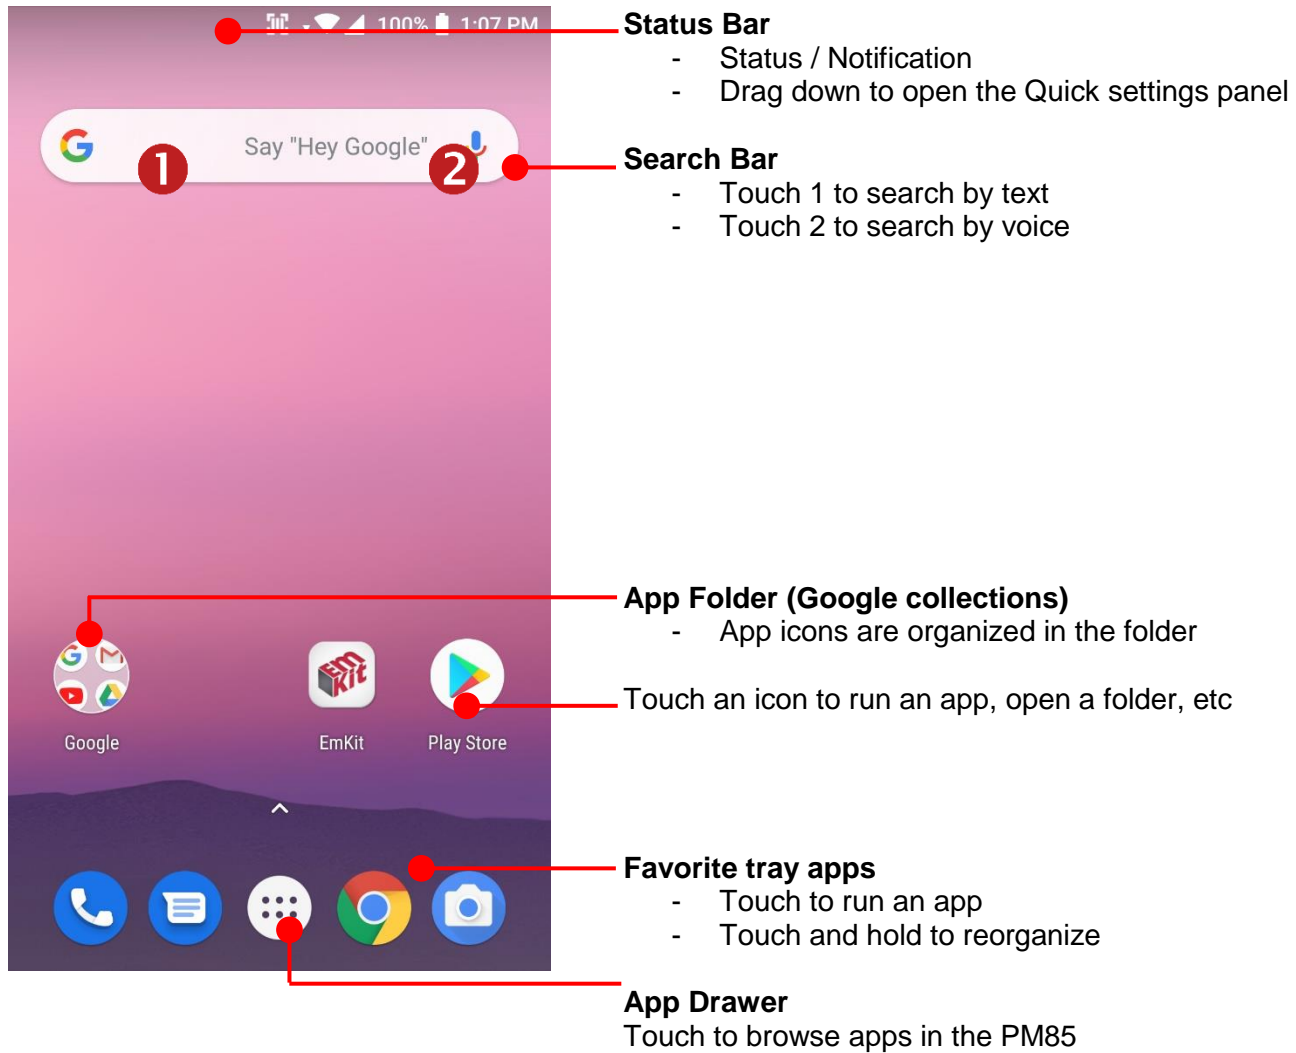 100% 1:07 PM
Status Bar
- Status / Notification
- Drag down to open the Quick settings panel
G Say "Hey Google"
1 2
Search Bar
- Touch 1 to search by text
- Touch 2 to search by voice
App Folder (Google collections)
- App icons are organized in the folder
Touch an icon to run an app, open a folder, etc
G M
EmKit
Google EmKit Play Store
Favorite tray apps
- Touch to run an app
- Touch and hold to reorganize
App Drawer
Touch to browse apps in the PM85